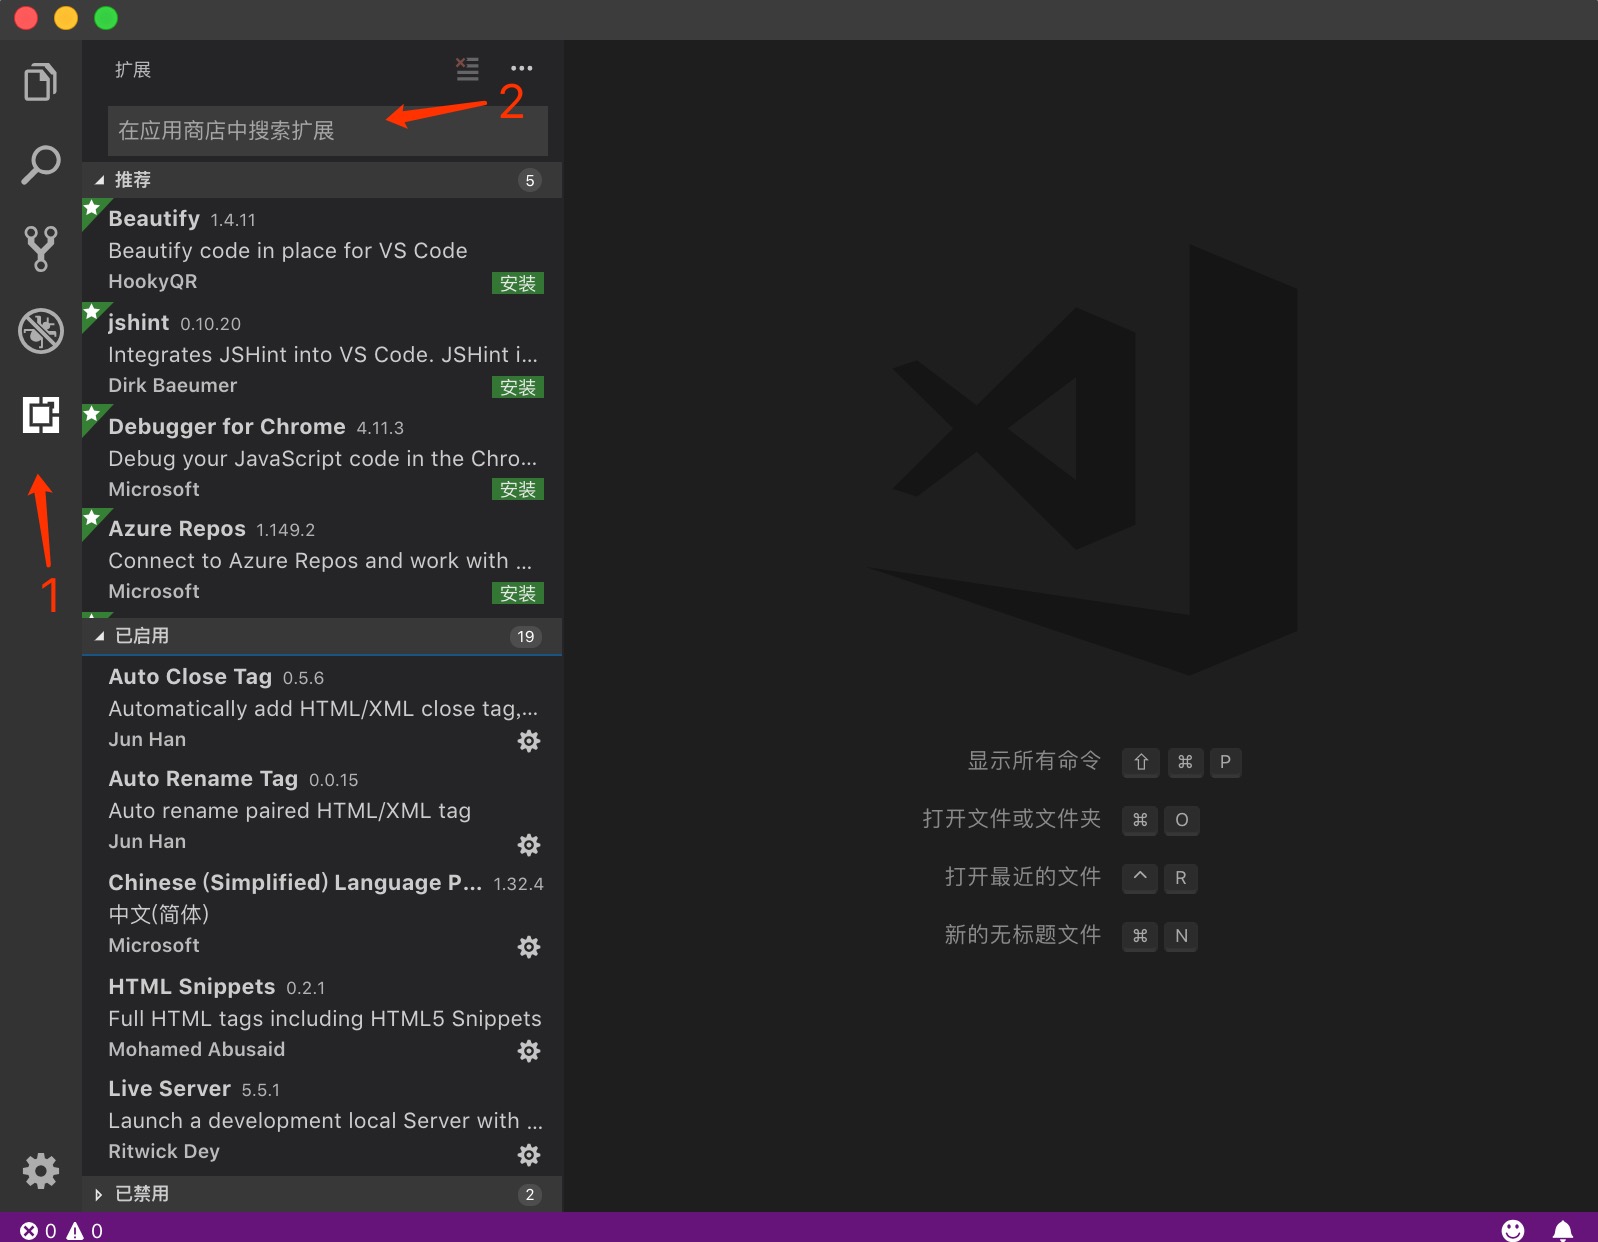 扩展
2
在应用商店中搜索扩展
推荐 5
Beautify 1.4.11
Beautify code in place for VS Code
HookyQR 安装
jshint 0.10.20
Integrates JSHint into VS Code. JSHint i...
Dirk Baeumer 安装
Debugger for Chrome 4.11.3
Debug your JavaScript code in the Chro...
Microsoft 安装
Azure Repos 1.149.2
Connect to Azure Repos and work with ...
Microsoft 安装
1
已启用 19
Auto Close Tag 0.5.6
Automatically add HTML/XML close tag,...
Jun Han
Auto Rename Tag 0.0.15
Auto rename paired HTML/XML tag
Jun Han
Chinese (Simplified) Language P... 1.32.4
中文(简体)
Microsoft
HTML Snippets 0.2.1
Full HTML tags including HTML5 Snippets
Mohamed Abusaid
Live Server 5.5.1
Launch a development local Server with ...
Ritwick Dey
已禁用 2
显示所有命令 ⇧ ⌘ P
打开文件或文件夹 ⌘ O
打开最近的文件 ^ R
新的无标题文件 ⌘ N
0 0